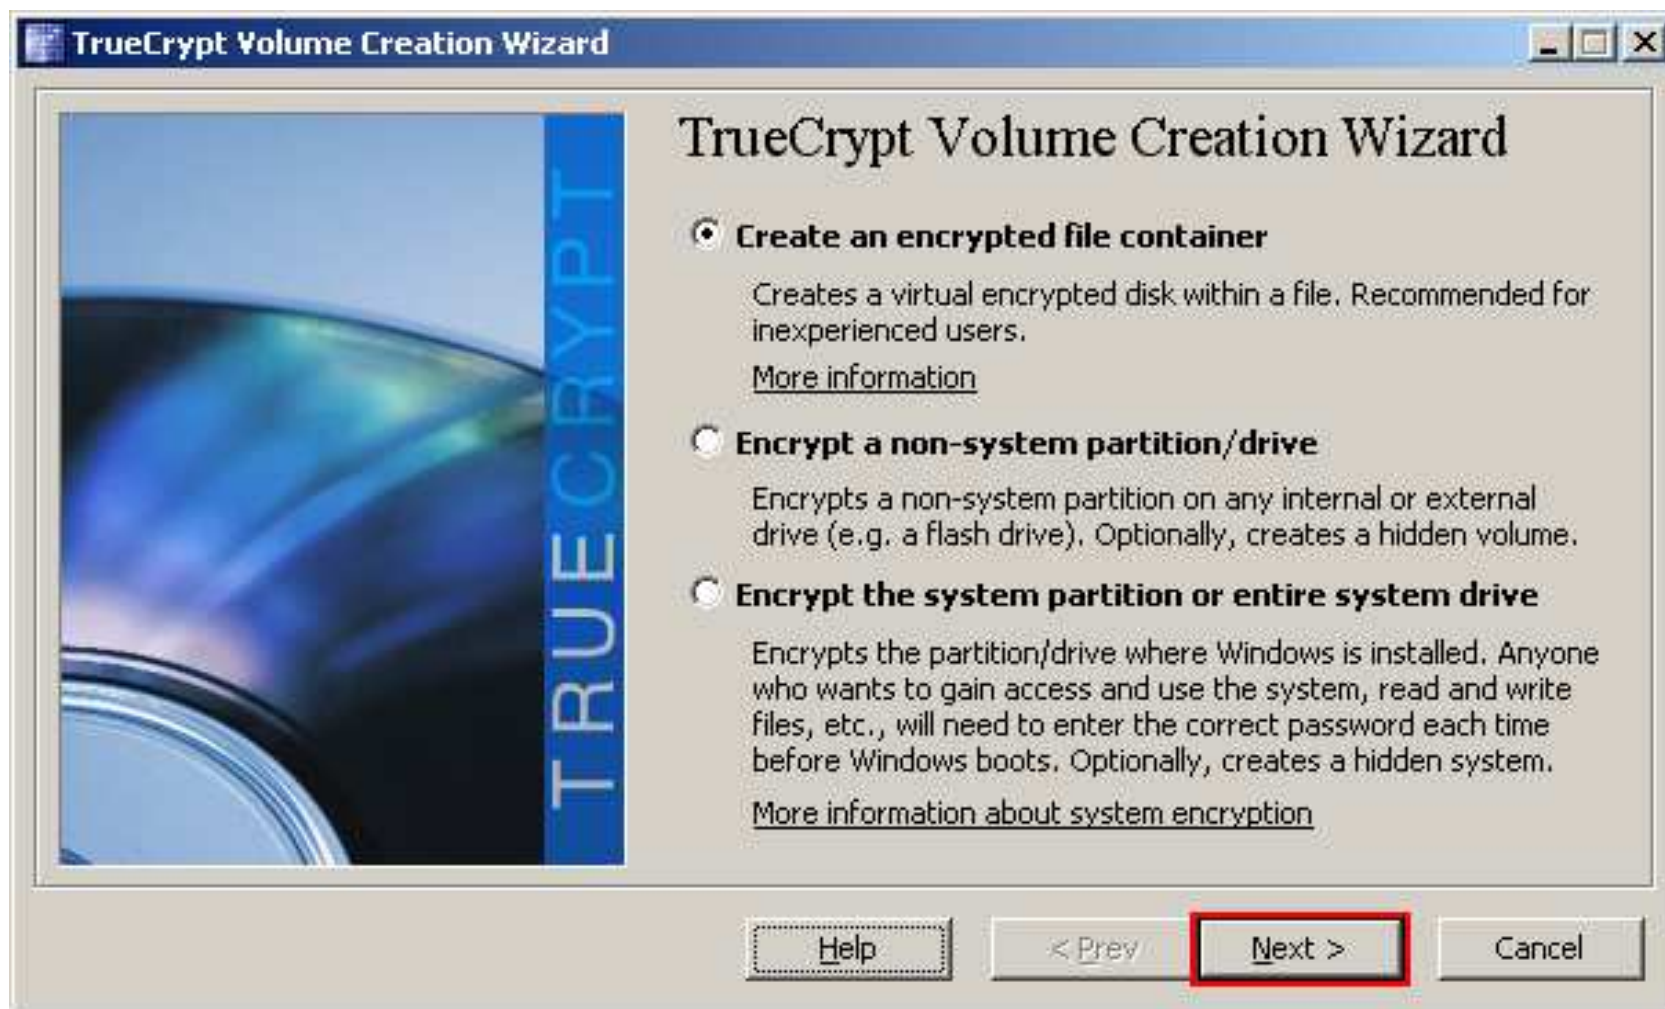 TrueCrypt Volume Creation Wizard
TRUECRYPT
TrueCrypt Volume Creation Wizard
Create an encrypted file container
Creates a virtual encrypted disk within a file. Recommended for
inexperienced users.
More information
Encrypt a non-system partition/drive
Encrypts a non-system partition on any internal or external
drive (e.g. a flash drive). Optionally, creates a hidden volume.
Encrypt the system partition or entire system drive
Encrypts the partition/drive where Windows is installed. Anyone
who wants to gain access and use the system, read and write
files, etc., will need to enter the correct password each time
before Windows boots. Optionally, creates a hidden system.
More information about system encryption
Help < Prev Next > Cancel